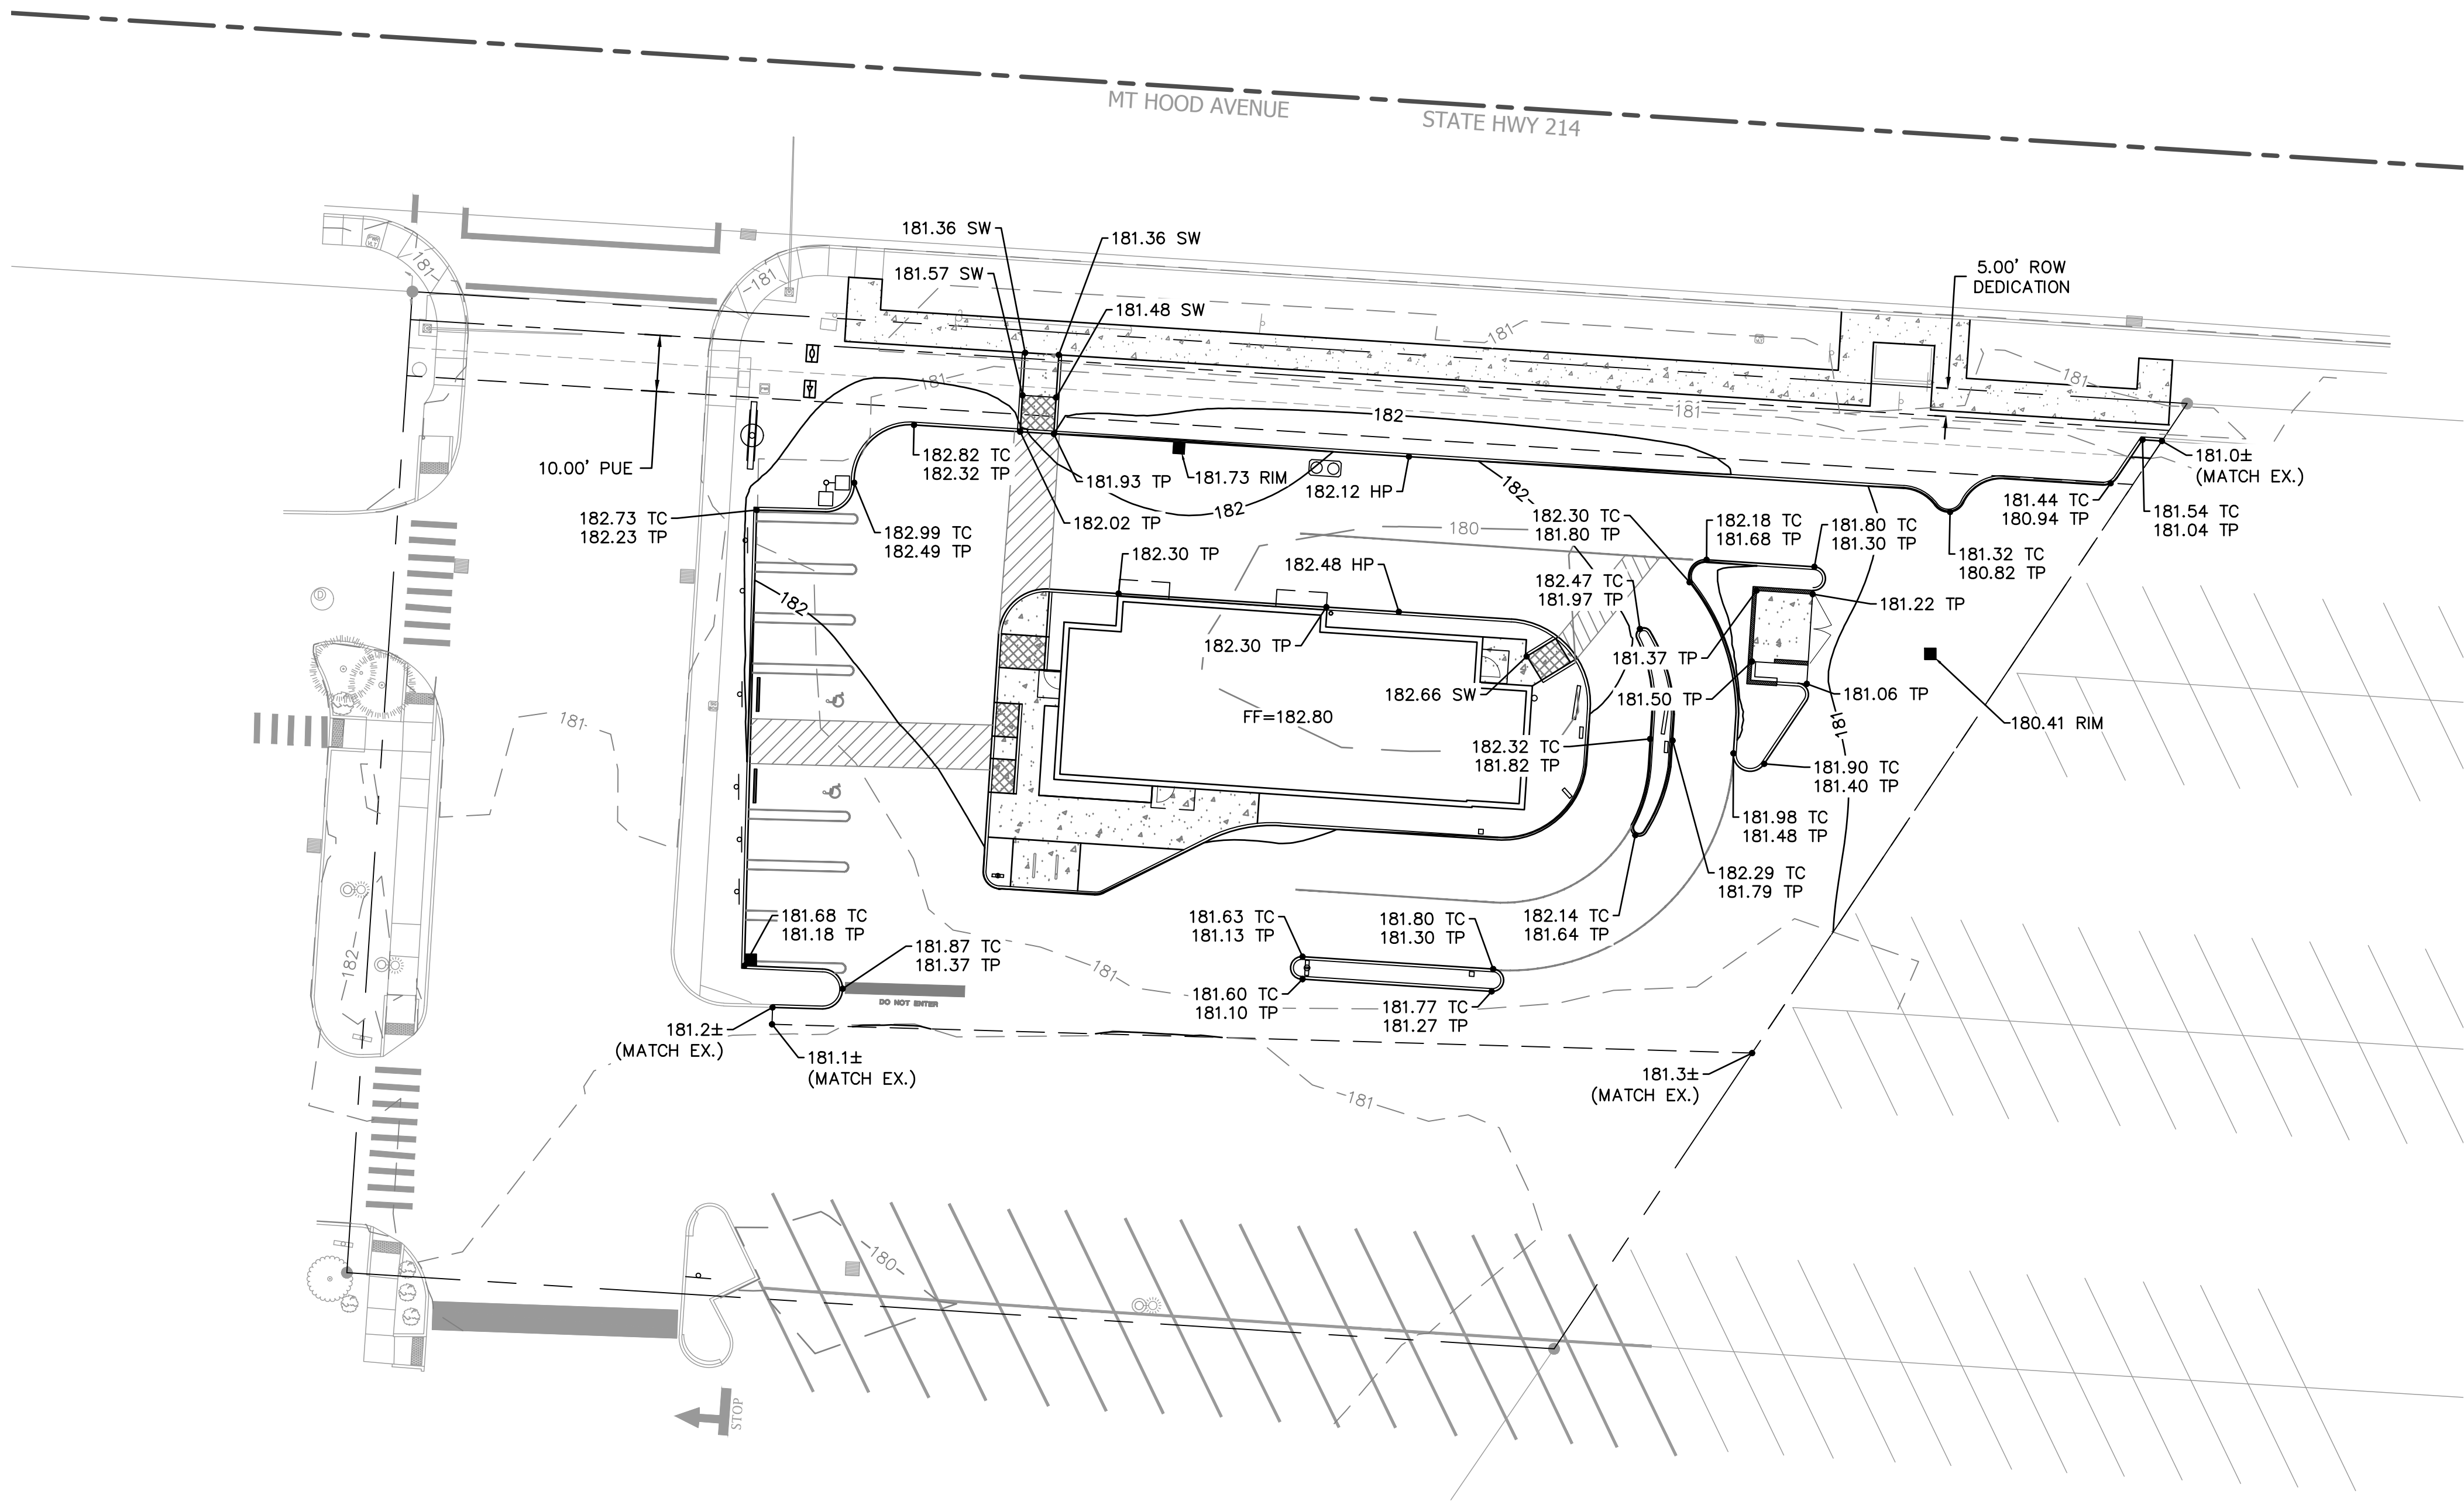 MT HOOD AVENUE
STATE HWY 214
181.36 SW
181.36 SW
181
181
181.57 SW
181.48 SW
5.00' ROW
DEDICATION
181
181
181
181
182
10.00' PUE
182.82 TC
182.32 TP
181.93 TP
181.73 RIM
182.12 HP
182
181.0±
(MATCH EX.)
181.44 TC
180.94 TP
181.54 TC
181.04 TP
182.73 TC
182.23 TP
182.99 TC
182.49 TP
182.02 TP
182
180
182.30 TC
181.80 TP
182.18 TC
181.68 TP
181.80 TC
181.30 TP
181.32 TC
180.82 TP
182.30 TP
182.48 HP
182.47 TC
181.97 TP
181.22 TP
D
182
182.30 TP
181.37 TP
182.66 SW
181.50 TP
181.06 TP
FF=182.80
181
181
180.41 RIM
182.32 TC
181.82 TP
181.90 TC
181.40 TP
181.98 TC
181.48 TP
182.29 TC
181.79 TP
181.68 TC
181.18 TP
181.63 TC
181.13 TP
181.80 TC
181.30 TP
182.14 TC
181.64 TP
182
181.87 TC
181.37 TP
181
DO NOT ENTER
181.60 TC
181.10 TP
181.77 TC
181.27 TP
181.2±
(MATCH EX.)
181.1±
(MATCH EX.)
181.3±
(MATCH EX.)
181
180
STOP